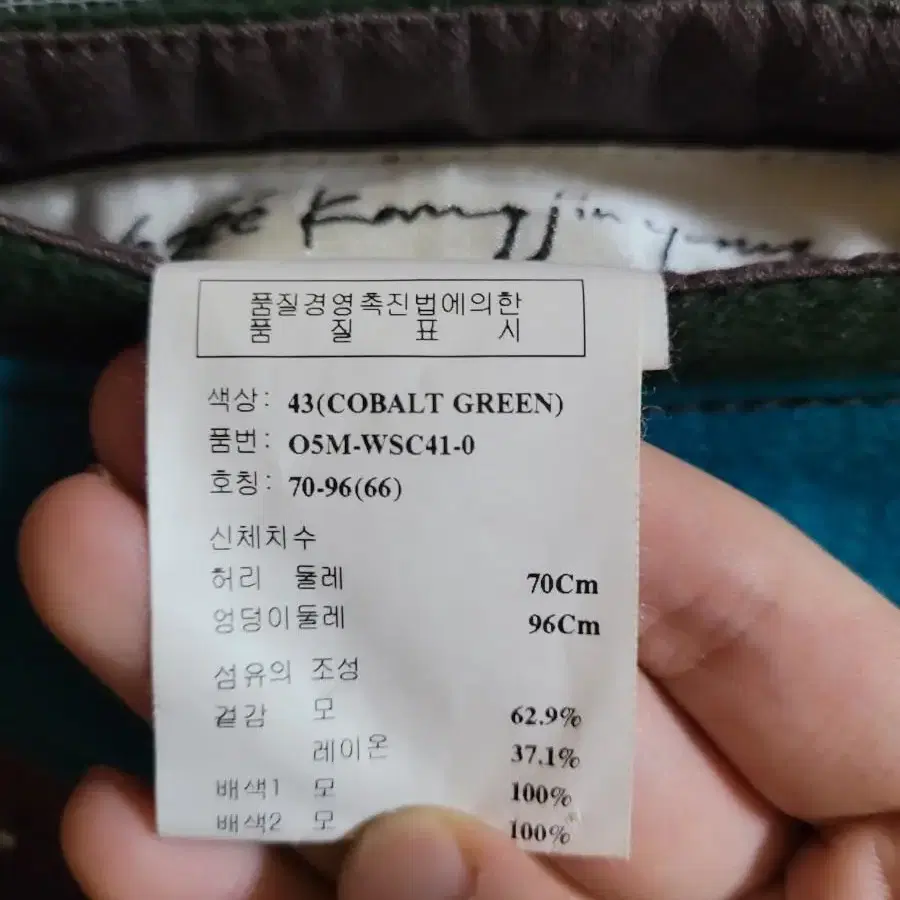 Kangjinyoung
품질경영촉진법에의한
품 질 표 시
색상: 43(COBALT GREEN)
품번: O5M-WSC41-0
호칭: 70-96(66)
신체치수
허리 둘레 70Cm
엉덩이둘레 96Cm
섬유의 조성
겉감 모 62.9%
레이온 37.1%
배색1 모 100%
배색2 모 100%